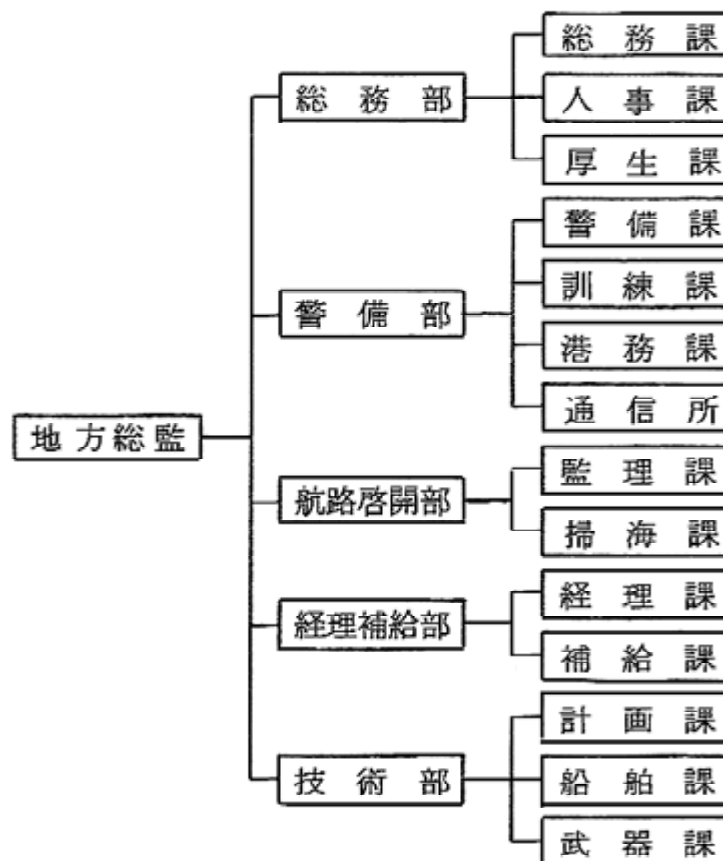 地方総監
総務部
総務課
人事課
厚生課
警備部
警備課
訓練課
港務課
通信所
航路啓開部
監理課
掃海課
経理補給部
経理課
補給課
技術部
計画課
船舶課
武器課